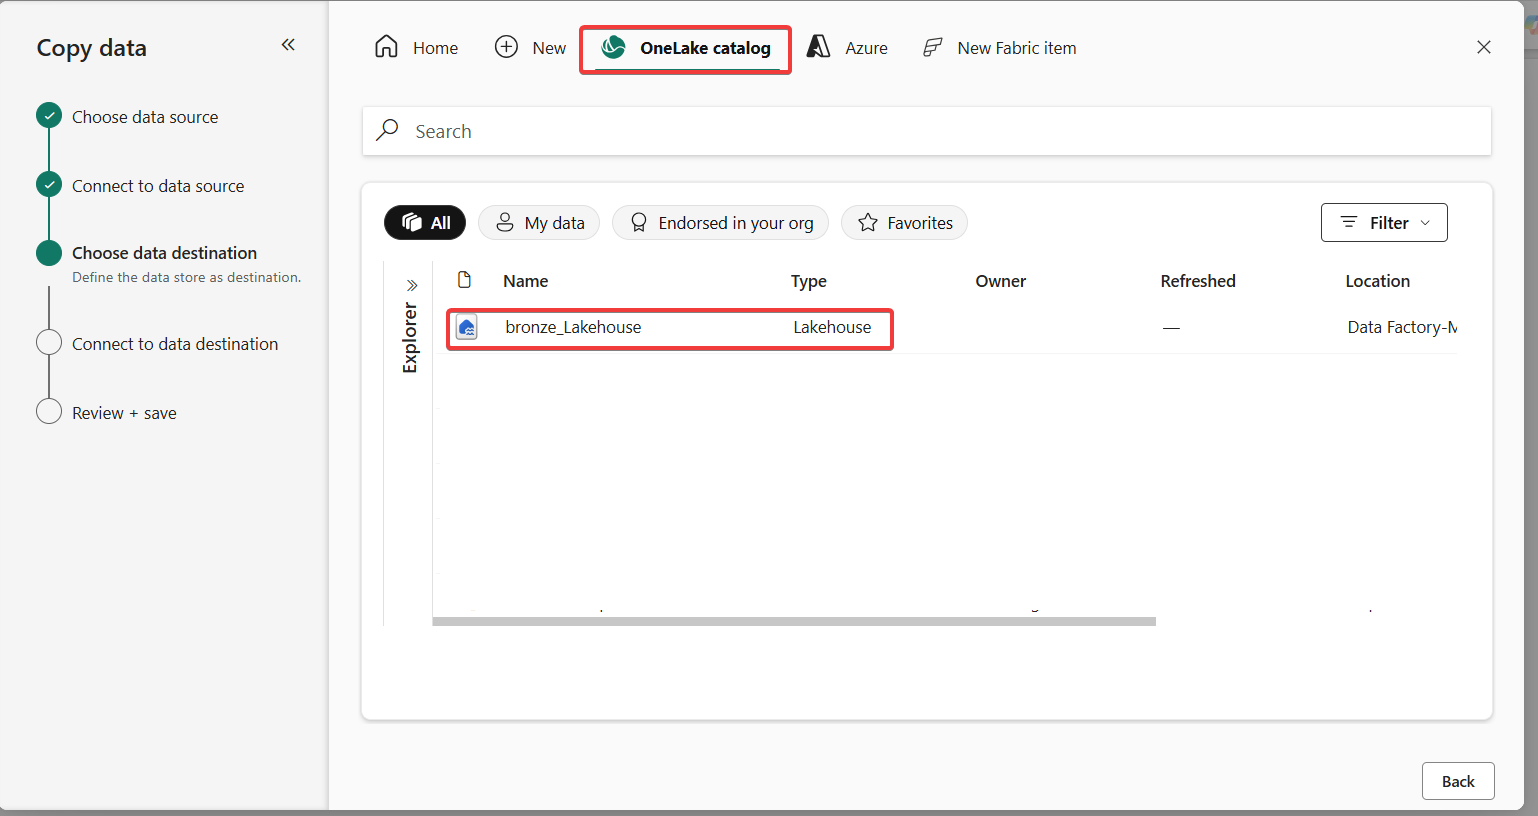 Copy data
Choose data source
Connect to data source
Choose data destination
Define the data store as destination.
Connect to data destination
Review + save
Home
New
OneLake catalog
Azure
New Fabric item
Search
All
My data
Endorsed in your org
Favorites
Filter
Explorer
Name Type Owner Refreshed Location
bronze_Lakehouse Lakehouse — Data Factory-M
Back